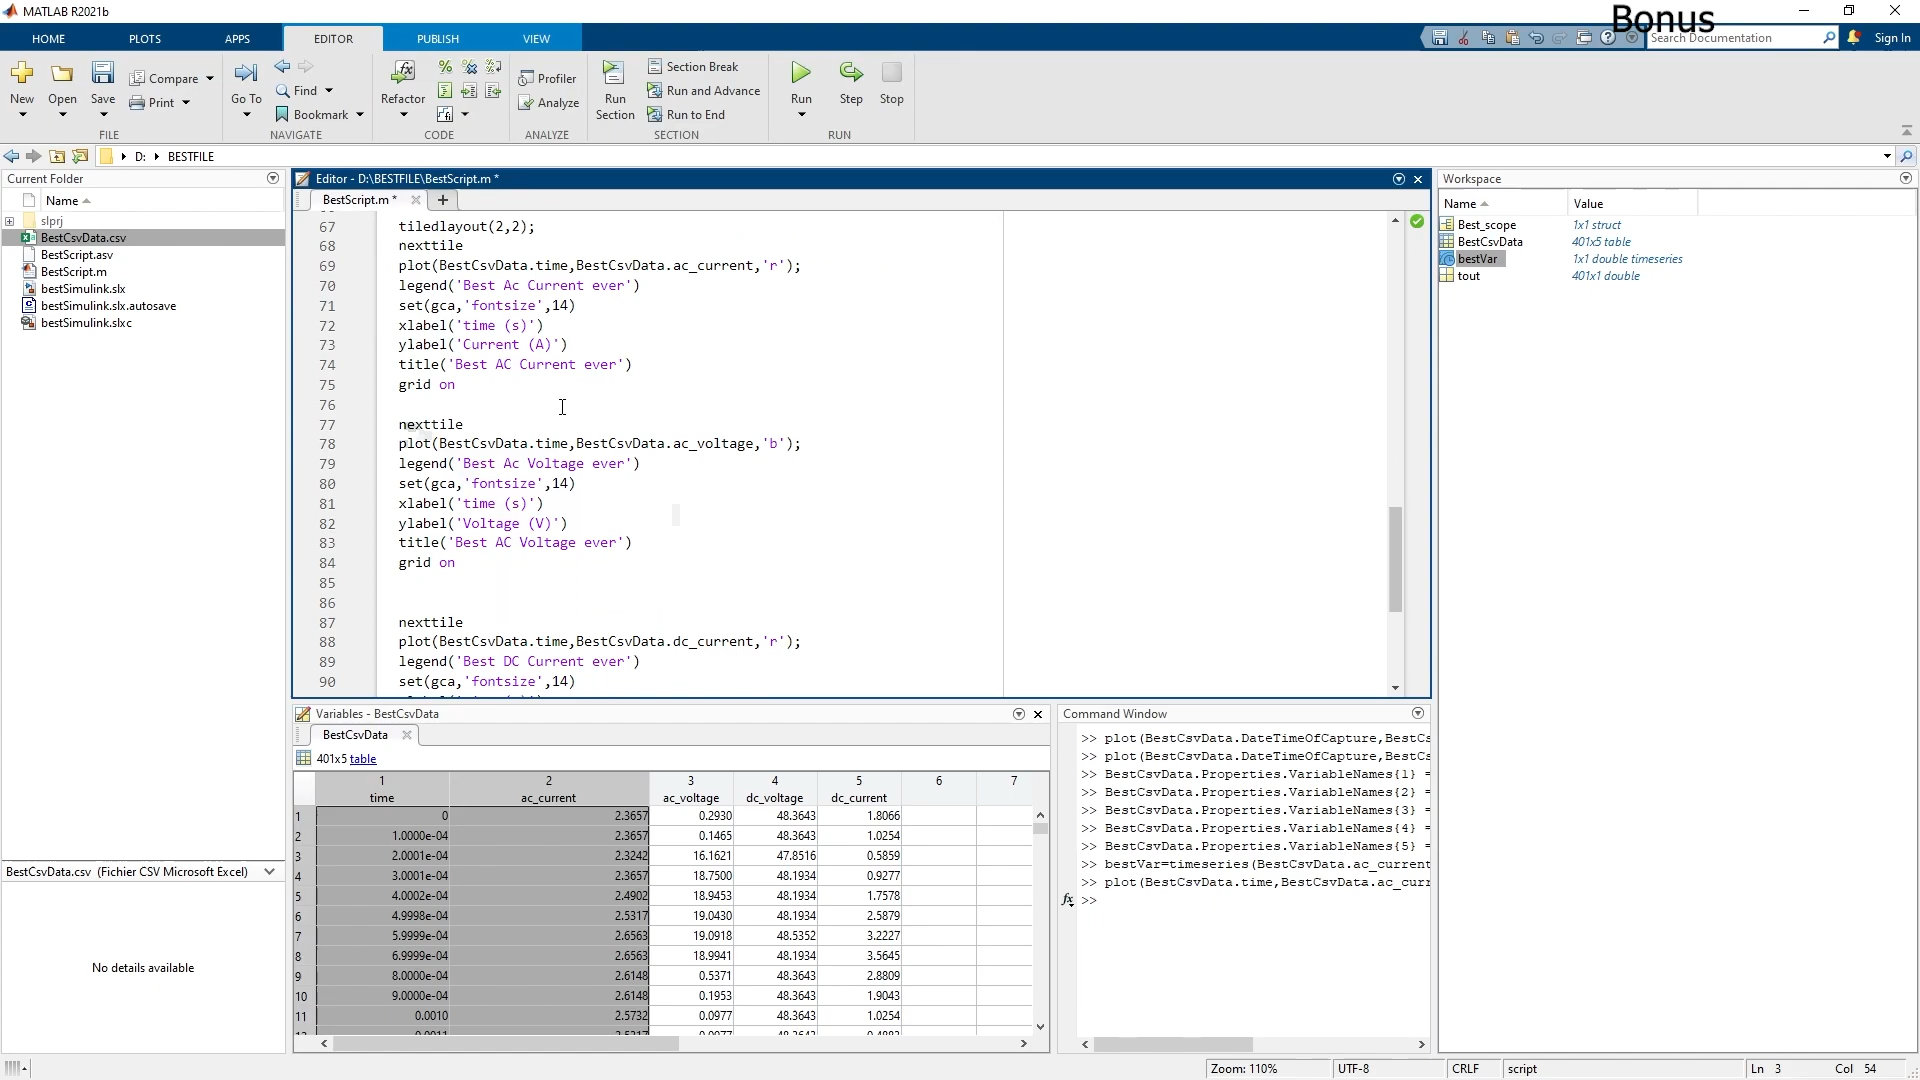 MATLAB R2021b
Bonus
HOME PLOTS APPS EDITOR PUBLISH VIEW
Search Documentation
Sign In
New Open Save
Compare
Print
FILE
Go To
Find
Bookmark
NAVIGATE
Refactor
CODE
Profiler
Analyze
ANALYZE
Run Section
Section Break
Run and Advance
Run to End
SECTION
Run Step Stop
RUN
D: BESTFILE
Current Folder
Name
slprj
BestCsvData.csv
BestScript.asv
BestScript.m
bestSimulink.slx
bestSimulink.slx.autosave
bestSimulink.slxc
BestCsvData.csv (Fichier CSV Microsoft Excel)
No details available
Editor - D:\BESTFILE\BestScript.m *
BestScript.m *
67 tiledlayout(2,2);
68 nexttile
69 plot(BestCsvData.time,BestCsvData.ac_current,'r');
70 legend('Best Ac Current ever')
71 set(gca,'fontsize',14)
72 xlabel('time (s)')
73 ylabel('Current (A)')
74 title('Best AC Current ever')
75 grid on
76
77 nexttile
78 plot(BestCsvData.time,BestCsvData.ac_voltage,'b');
79 legend('Best Ac Voltage ever')
80 set(gca,'fontsize',14)
81 xlabel('time (s)')
82 ylabel('Voltage (V)')
83 title('Best AC Voltage ever')
84 grid on
85
86
87 nexttile
88 plot(BestCsvData.time,BestCsvData.dc_current,'r');
89 legend('Best DC Current ever')
90 set(gca,'fontsize',14)
Variables - BestCsvData
BestCsvData
401x5 table
1 2 3 4 5 6 7
time ac_current ac_voltage dc_voltage dc_current
1 0 2.3657 0.2930 48.3643 1.8066
2 1.0000e-04 2.3657 0.1465 48.3643 1.0254
3 2.0001e-04 2.3242 16.1621 47.8516 0.5859
4 3.0001e-04 2.3657 18.7500 48.1934 0.9277
5 4.0002e-04 2.4902 18.9453 48.1934 1.7578
6 4.9998e-04 2.5317 19.0430 48.1934 2.5879
7 5.9999e-04 2.6563 19.0918 48.5352 3.2227
8 6.9999e-04 2.6563 18.9941 48.1934 3.5645
9 8.0000e-04 2.6148 0.5371 48.3643 2.8809
10 9.0000e-04 2.6148 0.1953 48.3643 1.9043
11 0.0010 2.5732 0.0977 48.3643 1.0254
Command Window
>> plot(BestCsvData.DateTimeOfCapture,BestCs
>> plot(BestCsvData.DateTimeOfCapture,BestCs
>> BestCsvData.Properties.VariableNames{1} =
>> BestCsvData.Properties.VariableNames{2} =
>> BestCsvData.Properties.VariableNames{3} =
>> BestCsvData.Properties.VariableNames{4} =
>> BestCsvData.Properties.VariableNames{5} =
>> bestVar=timeseries(BestCsvData.ac_current
>> plot(BestCsvData.time,BestCsvData.ac_curr
fx >>
Workspace
Name Value
Best_scope 1x1 struct
BestCsvData 401x5 table
bestVar 1x1 double timeseries
tout 401x1 double
Zoom: 110% UTF-8 CRLF script Ln 3 Col 54